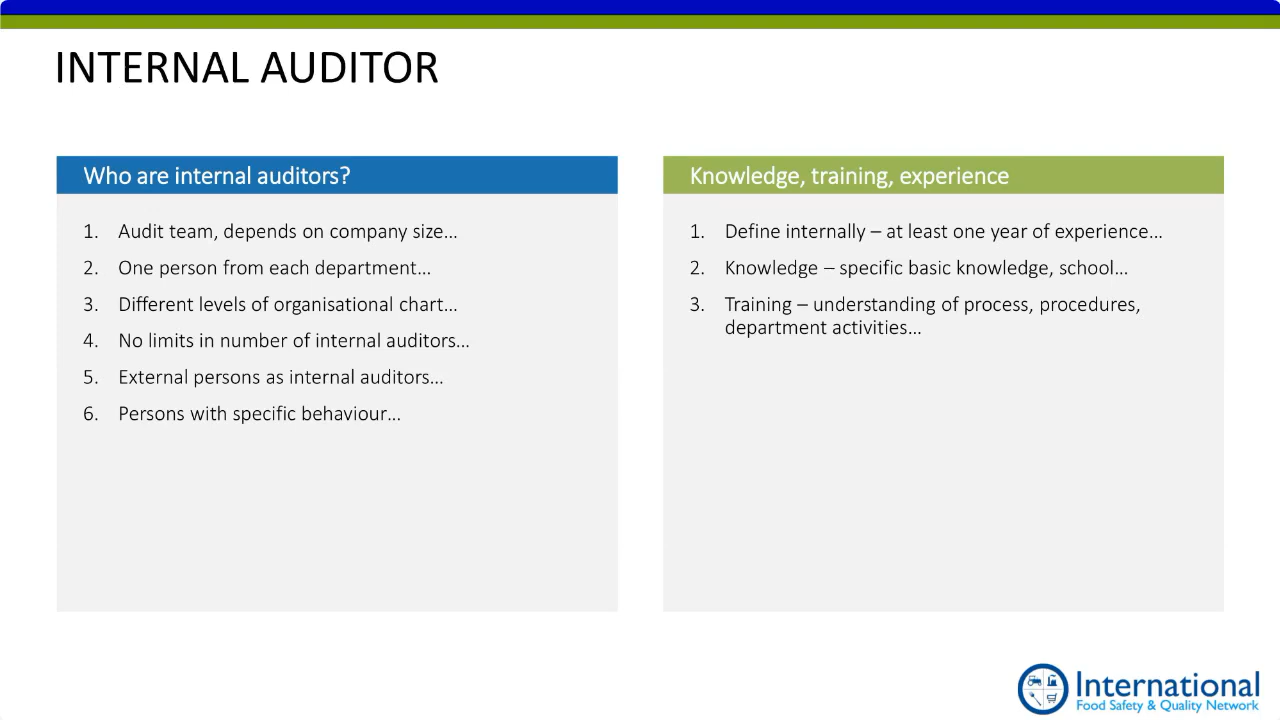 INTERNAL AUDITOR
Who are internal auditors?
1. Audit team, depends on company size…
2. One person from each department…
3. Different levels of organisational chart…
4. No limits in number of internal auditors…
5. External persons as internal auditors…
6. Persons with specific behaviour…
Knowledge, training, experience
1. Define internally – at least one year of experience…
2. Knowledge – specific basic knowledge, school…
3. Training – understanding of process, procedures,
department activities…
International
Food Safety & Quality Network